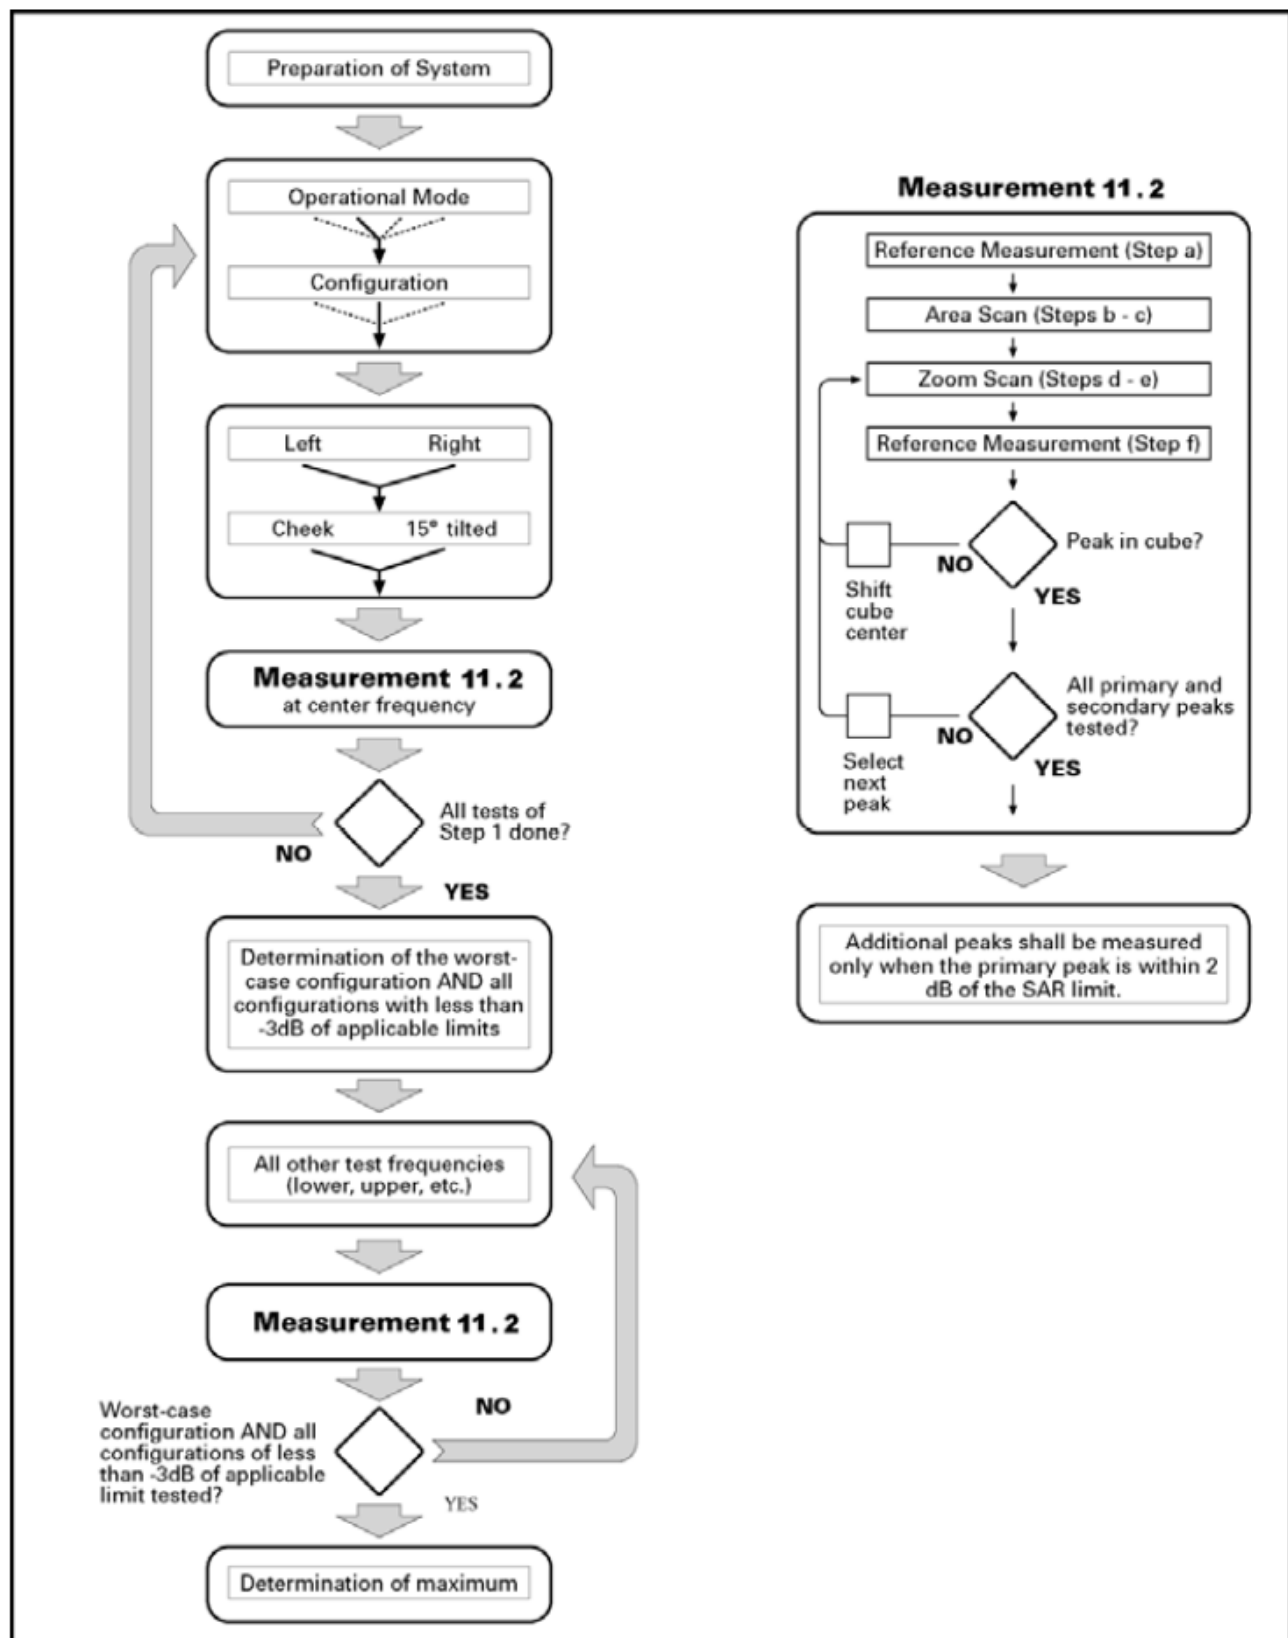 Preparation of System
Operational Mode
Configuration
Left Right
Cheek 15° tilted
Measurement 11.2
at center frequency
All tests of
Step 1 done?
NO
YES
Determination of the worst-
case configuration AND all
configurations with less than
-3dB of applicable limits
All other test frequencies
(lower, upper, etc.)
Measurement 11.2
NO
Worst-case
configuration AND all
configurations of less
than -3dB of applicable
limit tested?
YES
Determination of maximum
Measurement 11.2
Reference Measurement (Step a)
Area Scan (Steps b - c)
Zoom Scan (Steps d - e)
Reference Measurement (Step f)
Peak in cube?
NO
Shift
cube
center
YES
All primary and
secondary peaks
tested?
NO
Select
next
peak
YES
Additional peaks shall be measured
only when the primary peak is within 2
dB of the SAR limit.